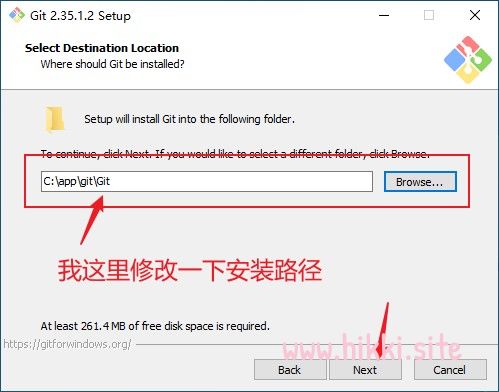 Git 2.35.1.2 Setup
Select Destination Location
Where should Git be installed?
Setup will install Git into the following folder.
To continue, click Next. If you would like to select a different folder, click Browse.
C:\app\git\Git
Browse...
我这里修改一下安装路径
At least 261.4 MB of free disk space is required.
https://gitforwindows.org/
www.hikki.site
Back
Next
Cancel